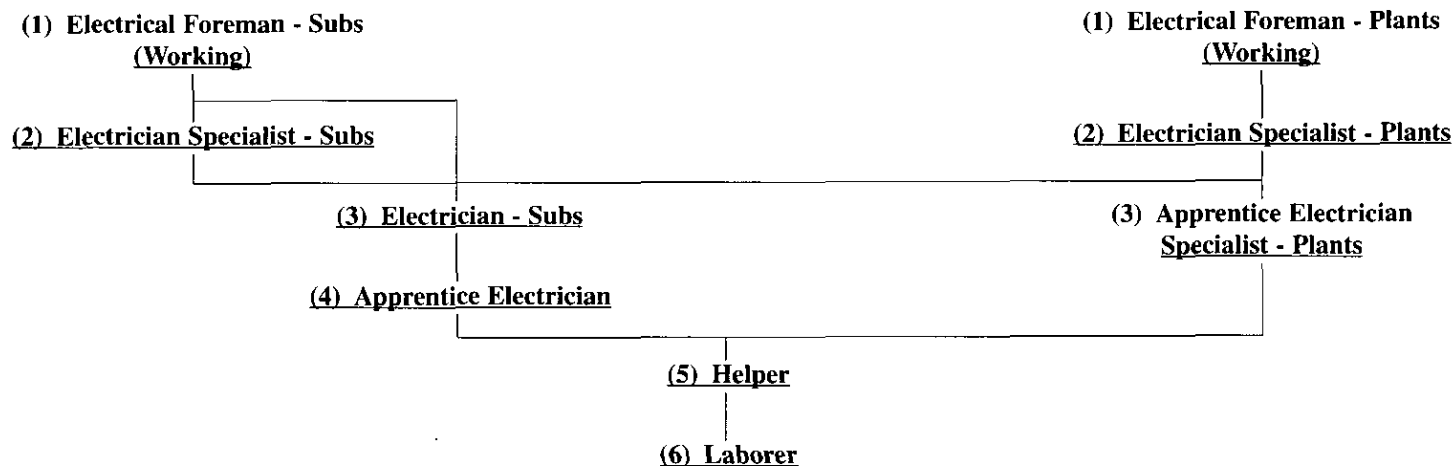 (1) Electrical Foreman - Subs
(Working)
(1) Electrical Foreman - Plants
(Working)
(2) Electrician Specialist - Subs
(2) Electrician Specialist - Plants
(3) Electrician - Subs
(3) Apprentice Electrician
Specialist - Plants
(4) Apprentice Electrician
(5) Helper
(6) Laborer